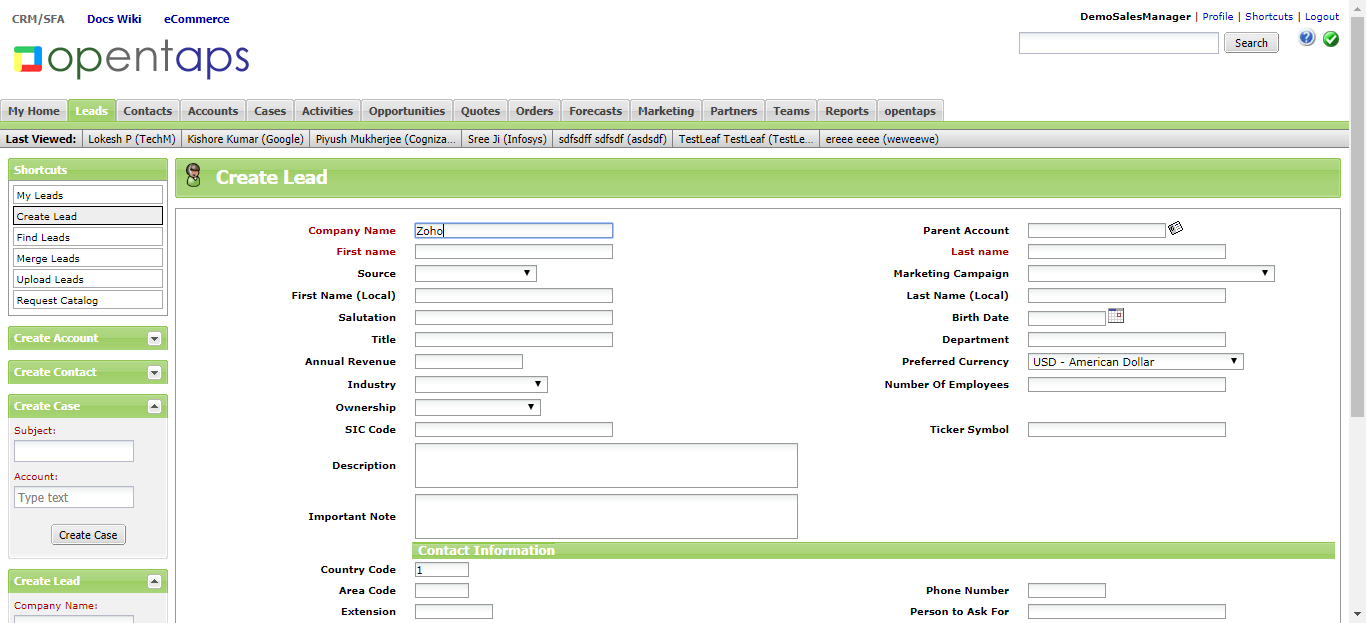 CRM/SFA Docs Wiki eCommerce
DemoSalesManager | Profile | Shortcuts | Logout
opentaps
Search
My Home Leads Contacts Accounts Cases Activities Opportunities Quotes Orders Forecasts Marketing Partners Teams Reports opentaps
Last Viewed: Lokesh P (TechM) Kishore Kumar (Google) Piyush Mukherjee (Cogniza... Sree Ji (Infosys) sdfsdff sdfsdf (asdsdf) TestLeaf TestLeaf (TestLe... ereee eeee (weweewe)
Shortcuts
My Leads
Create Lead
Find Leads
Merge Leads
Upload Leads
Request Catalog
Create Account
Create Contact
Create Case
Subject:
Account:
Type text
Create Case
Create Lead
Company Name:
Create Lead
Company Name Zoho Parent Account
First name Last name
Source Marketing Campaign
First Name (Local) Last Name (Local)
Salutation Birth Date
Title Department
Annual Revenue Preferred Currency USD - American Dollar
Industry Number Of Employees
Ownership
SIC Code Ticker Symbol
Description
Important Note
Contact Information
Country Code 1
Area Code Phone Number
Extension Person to Ask For